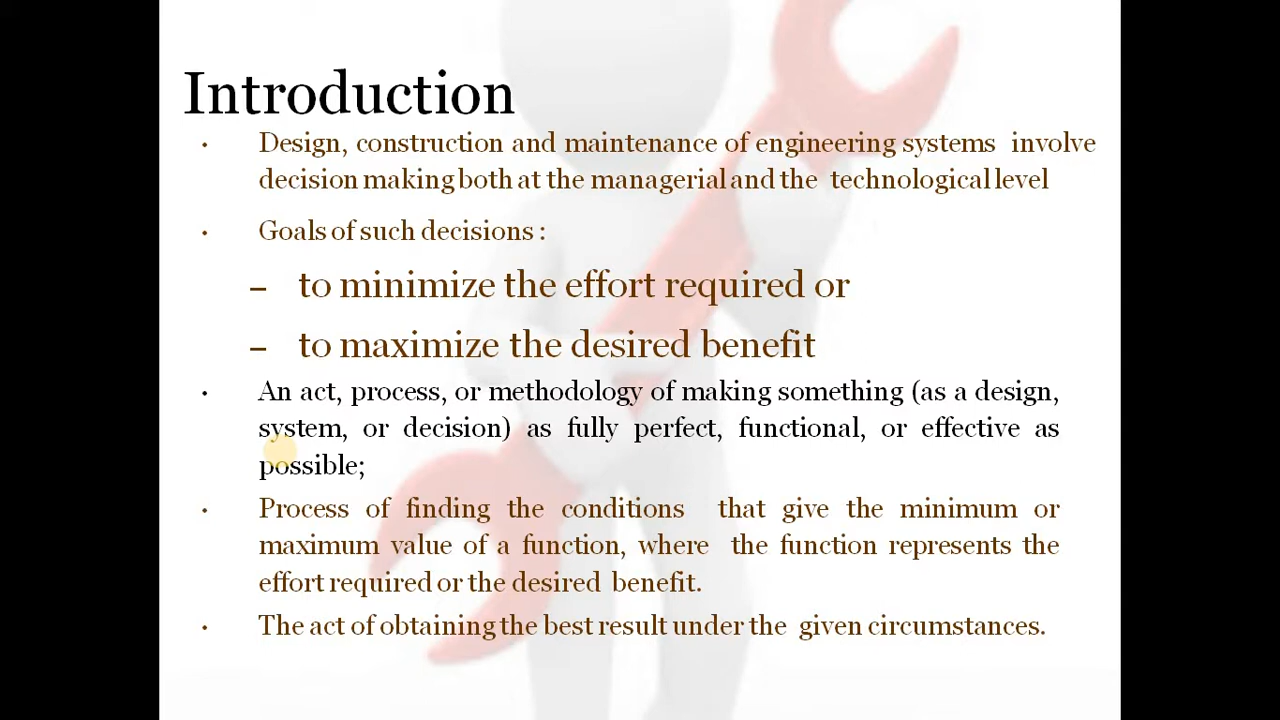 Introduction
• Design, construction and maintenance of engineering systems involve
decision making both at the managerial and the technological level
• Goals of such decisions :
– to minimize the effort required or
– to maximize the desired benefit
• An act, process, or methodology of making something (as a design,
system, or decision) as fully perfect, functional, or effective as
possible;
• Process of finding the conditions that give the minimum or
maximum value of a function, where the function represents the
effort required or the desired benefit.
• The act of obtaining the best result under the given circumstances.